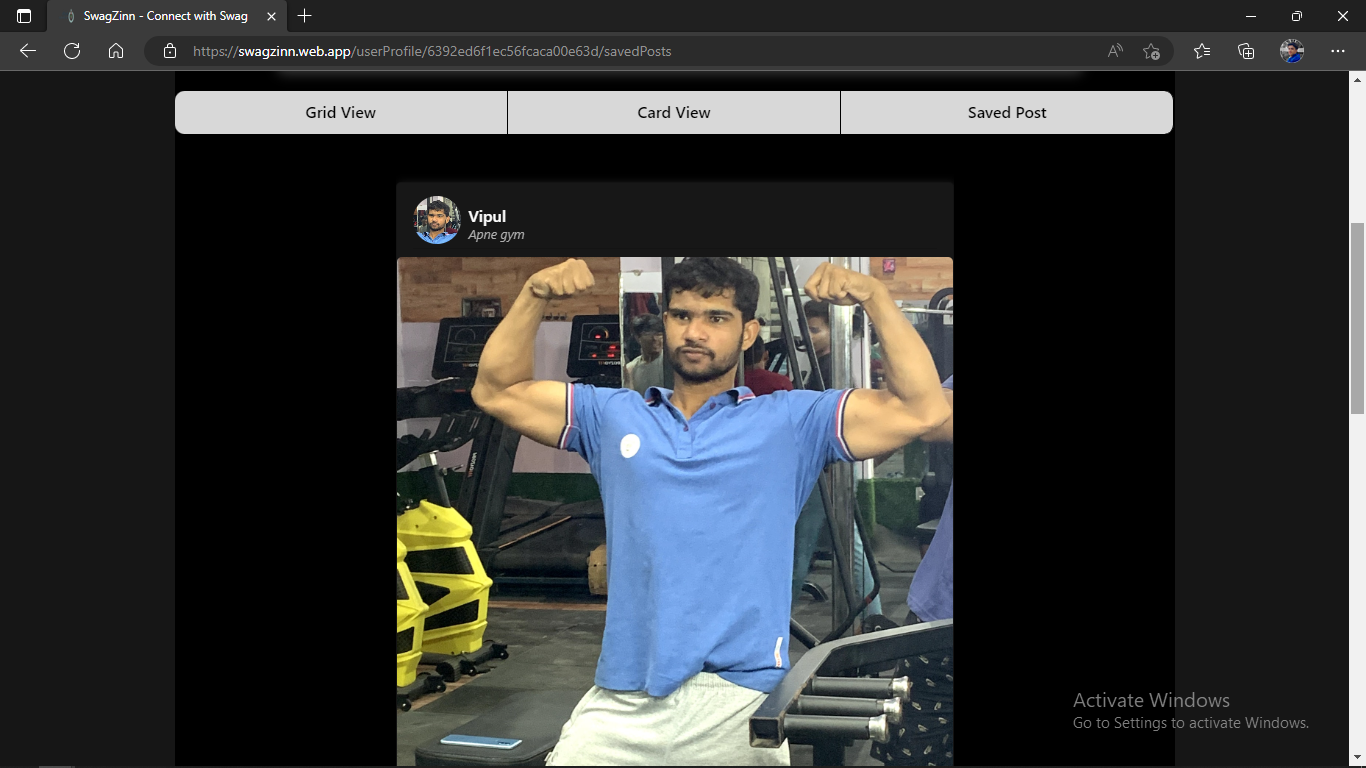 SwagZinn - Connect with Swag
https://swagzinn.web.app/userProfile/6392ed6f1ec56fcaca00e63d/savedPosts
Grid View
Card View
Saved Post
Vipul
Apne gym
Activate Windows
Go to Settings to activate Windows.